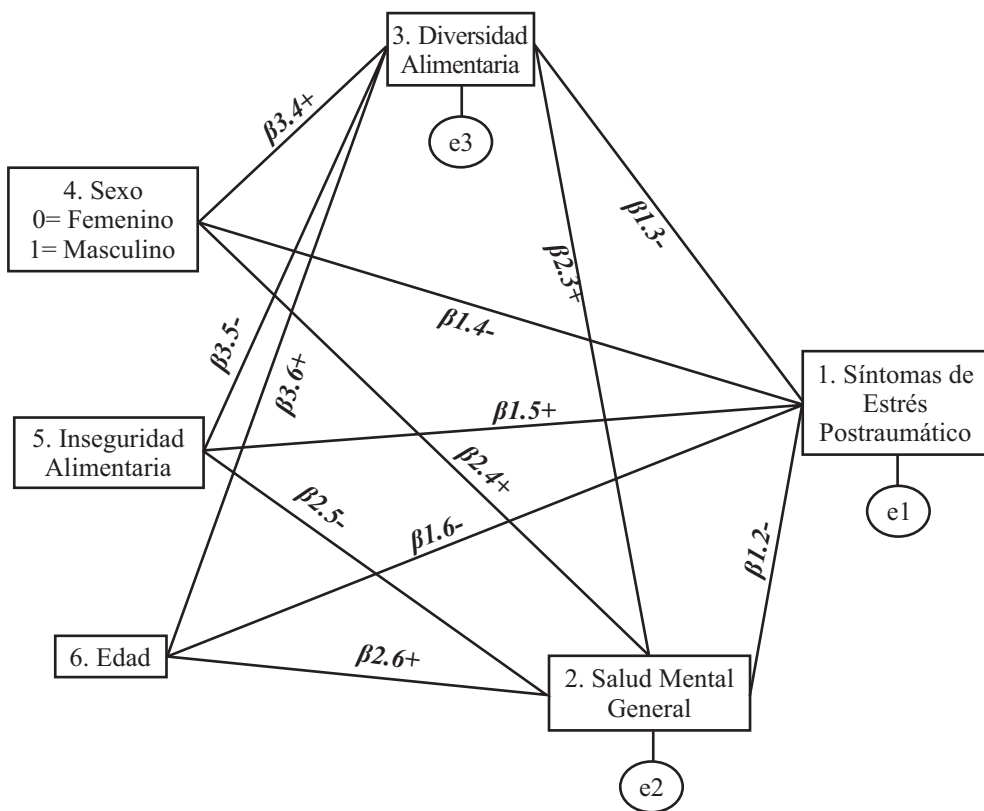 3. Diversidad
Alimentaria
e3
β3.4+
4. Sexo
0= Femenino
1= Masculino
β1.3-
β2.3+
β1.4-
β3.5-
β3.6+
1. Síntomas de
Estrés
Postraumático
e1
β1.5+
5. Inseguridad
Alimentaria
β2.4+
β2.5-
β1.6-
β1.2-
6. Edad
β2.6+
2. Salud Mental
General
e2